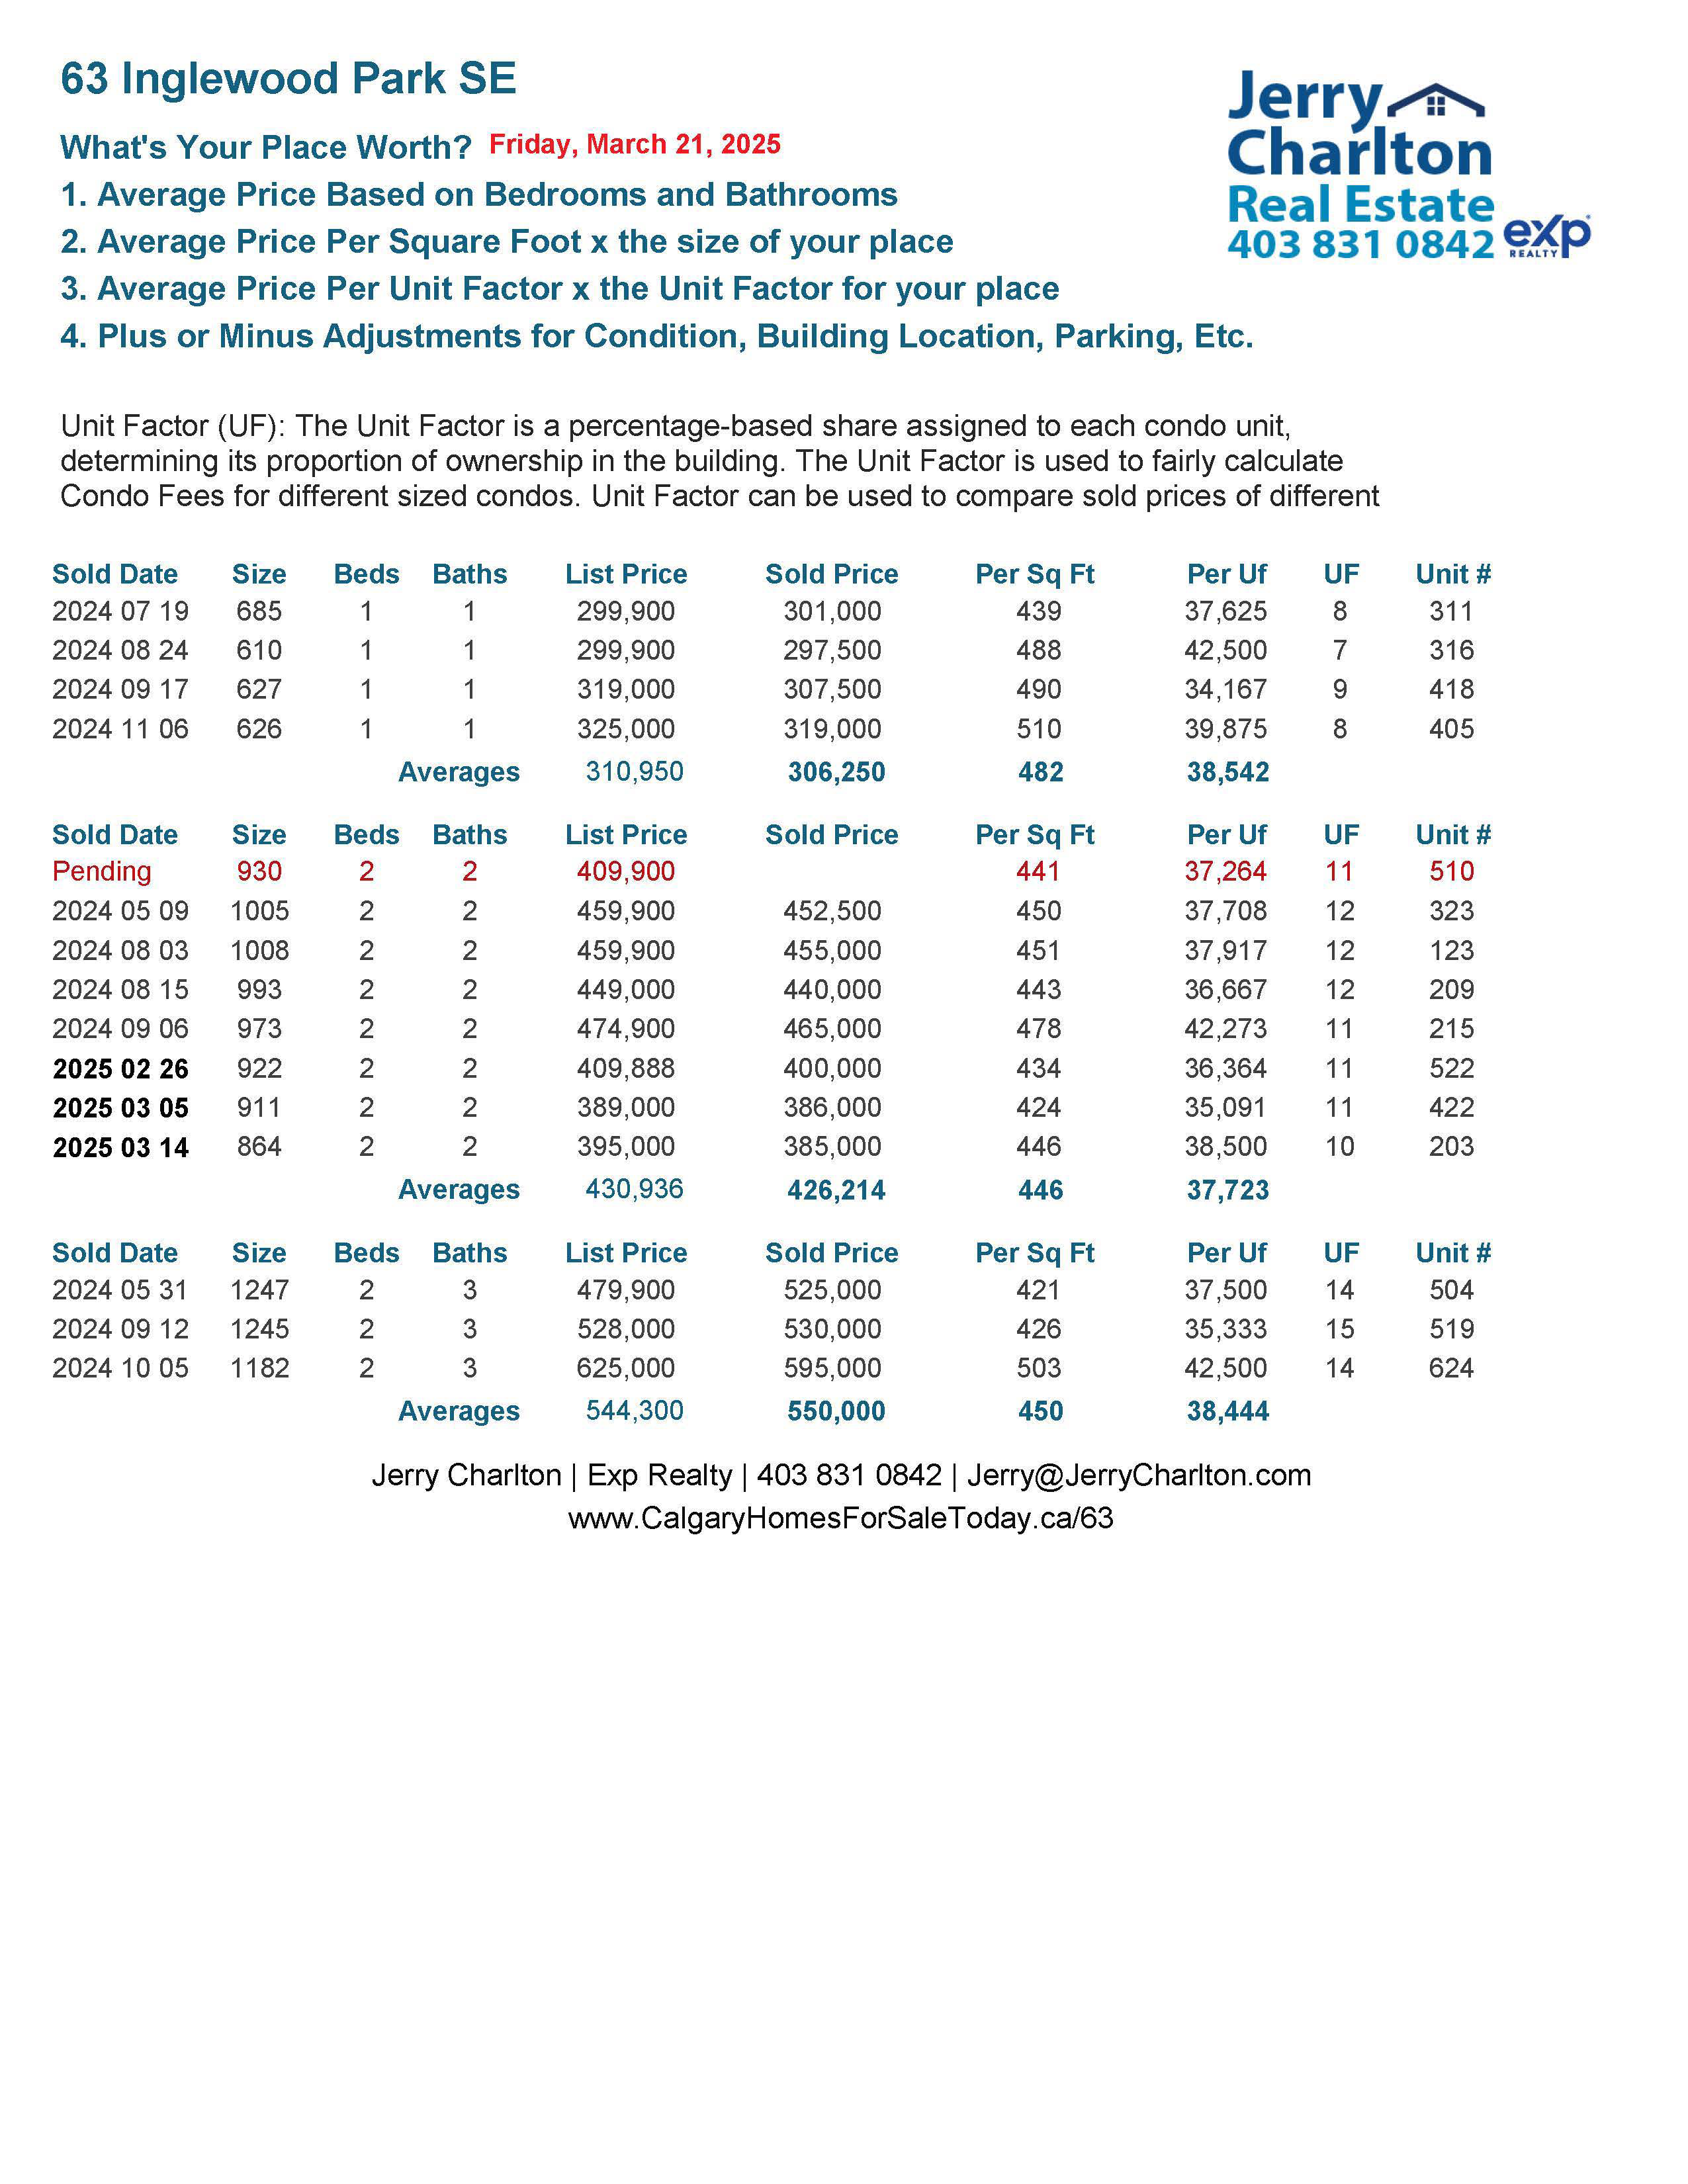 63 Inglewood Park SE
Jerry
Charlton
Real Estate
403 831 0842 eXp
REALTY
What's Your Place Worth? Friday, March 21, 2025
1. Average Price Based on Bedrooms and Bathrooms
2. Average Price Per Square Foot x the size of your place
3. Average Price Per Unit Factor x the Unit Factor for your place
4. Plus or Minus Adjustments for Condition, Building Location, Parking, Etc.
Unit Factor (UF): The Unit Factor is a percentage-based share assigned to each condo unit,
determining its proportion of ownership in the building. The Unit Factor is used to fairly calculate
Condo Fees for different sized condos. Unit Factor can be used to compare sold prices of different
Sold Date Size Beds Baths List Price Sold Price Per Sq Ft Per Uf UF Unit #
2024 07 19 685 1 1 299,900 301,000 439 37,625 8 311
2024 08 24 610 1 1 299,900 297,500 488 42,500 7 316
2024 09 17 627 1 1 319,000 307,500 490 34,167 9 418
2024 11 06 626 1 1 325,000 319,000 510 39,875 8 405
Averages 310,950 306,250 482 38,542
Sold Date Size Beds Baths List Price Sold Price Per Sq Ft Per Uf UF Unit #
Pending 930 2 2 409,900 441 37,264 11 510
2024 05 09 1005 2 2 459,900 452,500 450 37,708 12 323
2024 08 03 1008 2 2 459,900 455,000 451 37,917 12 123
2024 08 15 993 2 2 449,000 440,000 443 36,667 12 209
2024 09 06 973 2 2 474,900 465,000 478 42,273 11 215
2025 02 26 922 2 2 409,888 400,000 434 36,364 11 522
2025 03 05 911 2 2 389,000 386,000 424 35,091 11 422
2025 03 14 864 2 2 395,000 385,000 446 38,500 10 203
Averages 430,936 426,214 446 37,723
Sold Date Size Beds Baths List Price Sold Price Per Sq Ft Per Uf UF Unit #
2024 05 31 1247 2 3 479,900 525,000 421 37,500 14 504
2024 09 12 1245 2 3 528,000 530,000 426 35,333 15 519
2024 10 05 1182 2 3 625,000 595,000 503 42,500 14 624
Averages 544,300 550,000 450 38,444
Jerry Charlton | Exp Realty | 403 831 0842 | Jerry@JerryCharlton.com
www.CalgaryHomesForSaleToday.ca/63